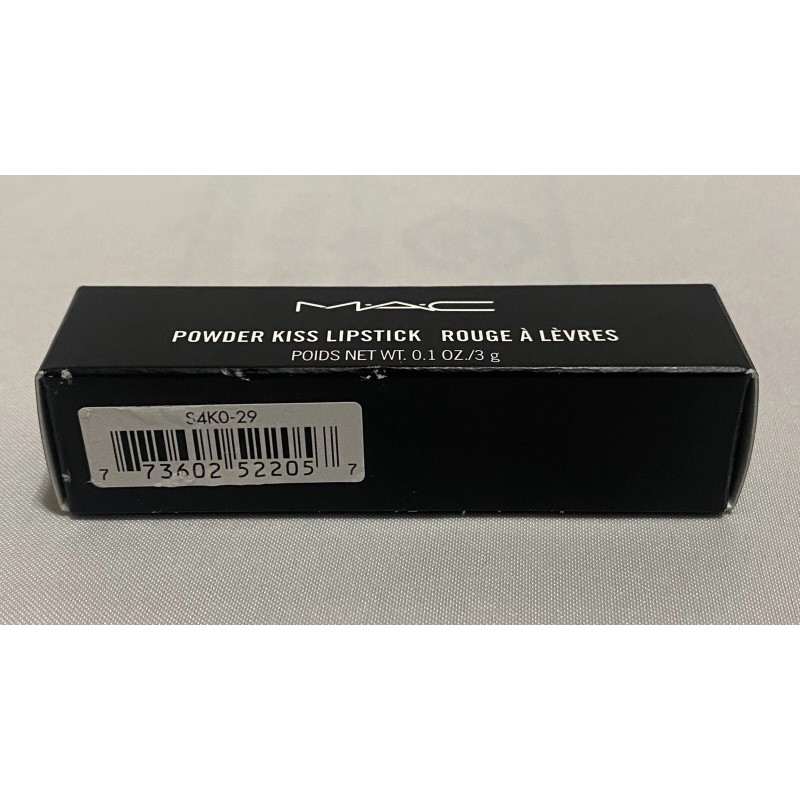 M·A·C
POWDER KISS LIPSTICK ROUGE À LÈVRES
POIDS NET WT. 0.1 OZ./3 g
S4K0-29
7 73602 52205 7